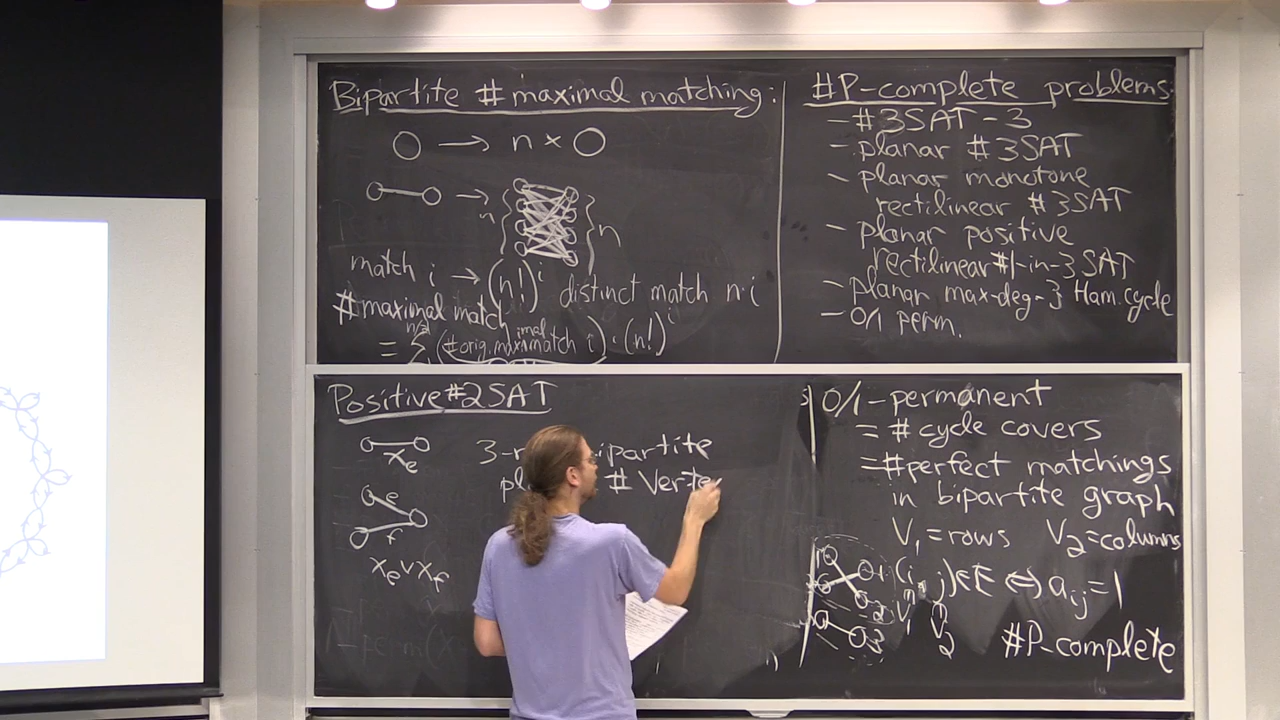 Bipartite # maximal matching:
O → n × O
n
n
match i → (n!)^i distinct match n·i
# maximal match
= Σ (#orig. maximal match i) · (n!)^i
#P-complete problems:
- #3SAT-3
- planar #3SAT
- planar monotone
rectilinear #3SAT
- planar positive
rectilinear #1-in-3SAT
- planar max-deg-3 Ham. cycle
- 0/1 perm.
Positive #2SAT
x_e
e
f
x_e ∨ x_f
3- bipartite
# Verte
0/1-permanent
= # cycle covers
= # perfect matchings
in bipartite graph
V_1 = rows V_2 = columns
(i, j) ∈ E ⇔ a_ij = 1
V_1 V_2
2
3
#P-complete